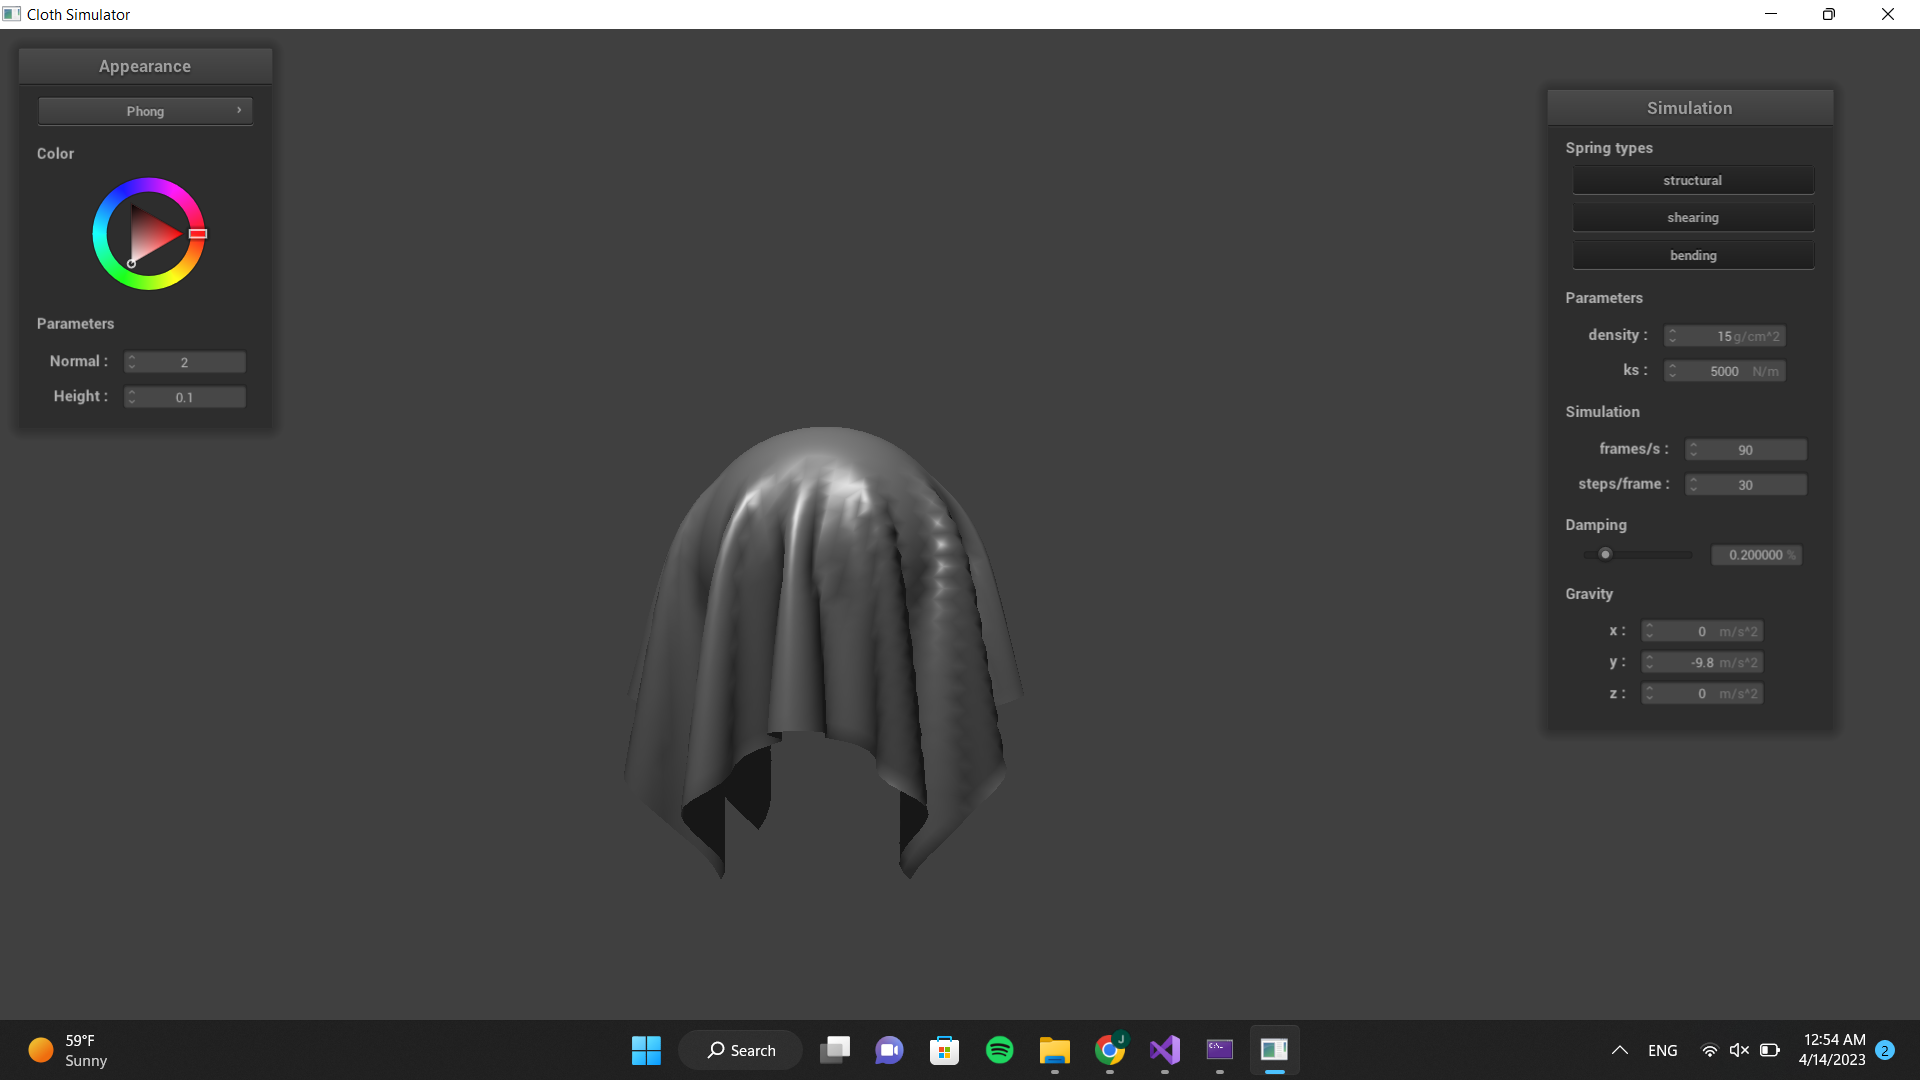 Cloth Simulator
Appearance
Phong
Color
Parameters
Normal : 2
Height : 0.1
Simulation
Spring types
structural
shearing
bending
Parameters
density : 15 g/cm^2
ks : 5000 N/m
Simulation
frames/s : 90
steps/frame : 30
Damping
0.200000 %
Gravity
x : 0 m/s^2
y : -9.8 m/s^2
z : 0 m/s^2
59°F
Sunny
Search
J
C:\_
ENG
12:54 AM
4/14/2023
2